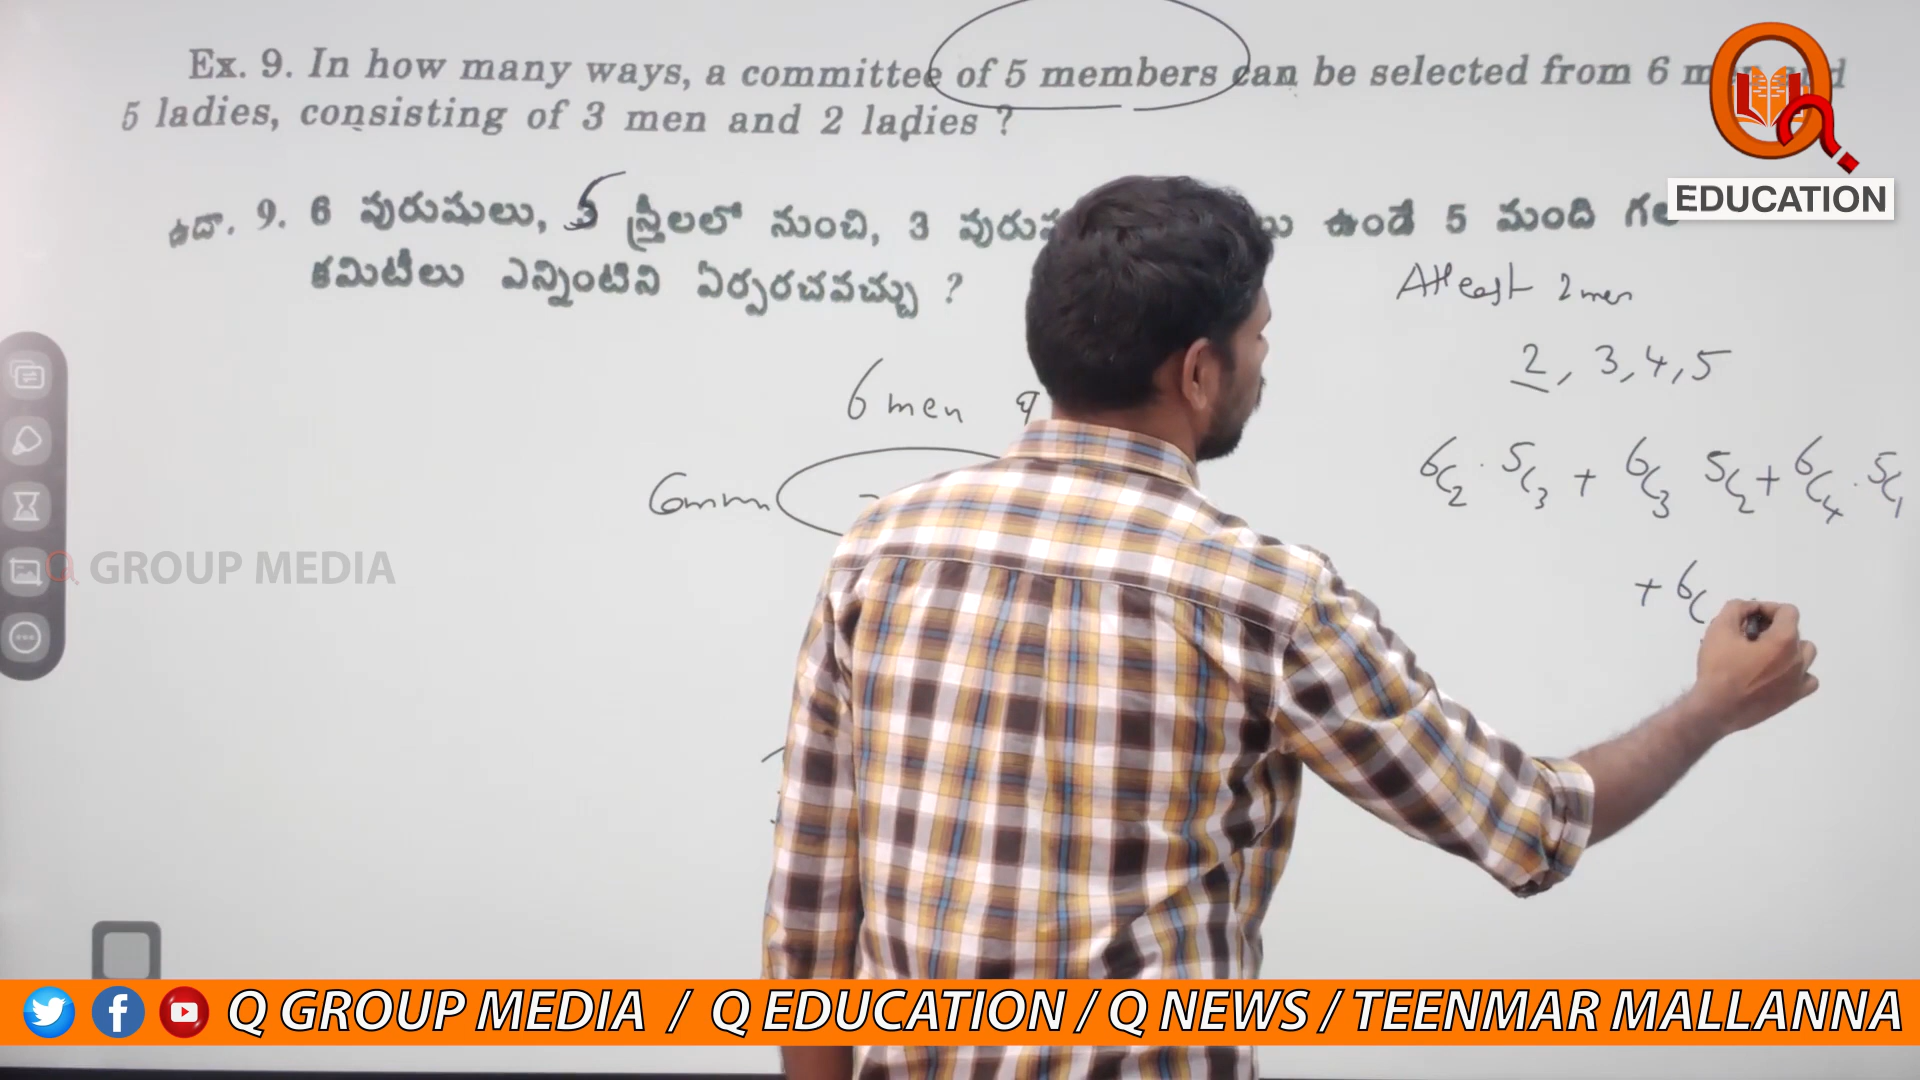 Ex. 9. In how many ways, a committee of 5 members can be selected from 6 men and
5 ladies, consisting of 3 men and 2 ladies ?
ఉదా. 9. 6 పురుషులు, 5 స్త్రీలలో నుంచి, 3 ఉండే 5 మంది
కమిటీలు ఎన్నింటిని ఏర్పరచవచ్చు ?
Atleast 2 men
2, 3, 4, 5
6 men
6C2 . 5C3 + 6C3 5C2 + 6C4 . 5C1
+ 6C
EDUCATION
Q GROUP MEDIA
Q GROUP MEDIA / Q EDUCATION / Q NEWS / TEENMAR MALLANNA